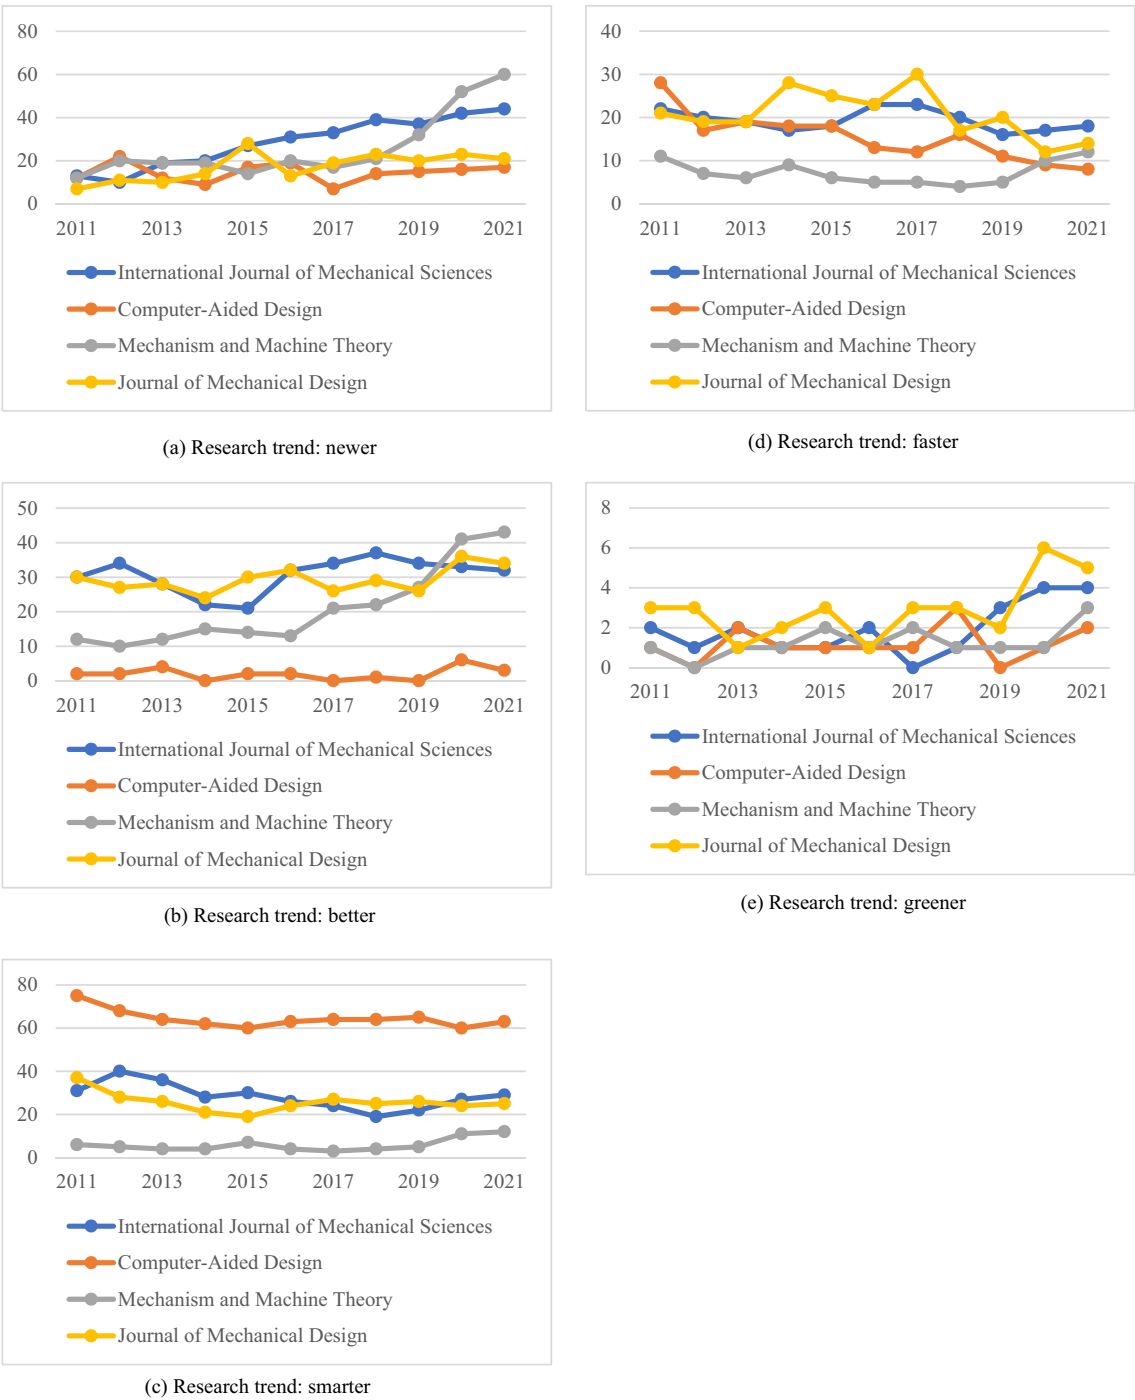 80
60
40
20
0
2011 2013 2015 2017 2019 2021
International Journal of Mechanical Sciences
Computer-Aided Design
Mechanism and Machine Theory
Journal of Mechanical Design
(a) Research trend: newer
40
30
20
10
0
2011 2013 2015 2017 2019 2021
International Journal of Mechanical Sciences
Computer-Aided Design
Mechanism and Machine Theory
Journal of Mechanical Design
(d) Research trend: faster
50
40
30
20
10
0
2011 2013 2015 2017 2019 2021
International Journal of Mechanical Sciences
Computer-Aided Design
Mechanism and Machine Theory
Journal of Mechanical Design
(b) Research trend: better
8
6
4
2
0
2011 2013 2015 2017 2019 2021
International Journal of Mechanical Sciences
Computer-Aided Design
Mechanism and Machine Theory
Journal of Mechanical Design
(e) Research trend: greener
80
60
40
20
0
2011 2013 2015 2017 2019 2021
International Journal of Mechanical Sciences
Computer-Aided Design
Mechanism and Machine Theory
Journal of Mechanical Design
(c) Research trend: smarter